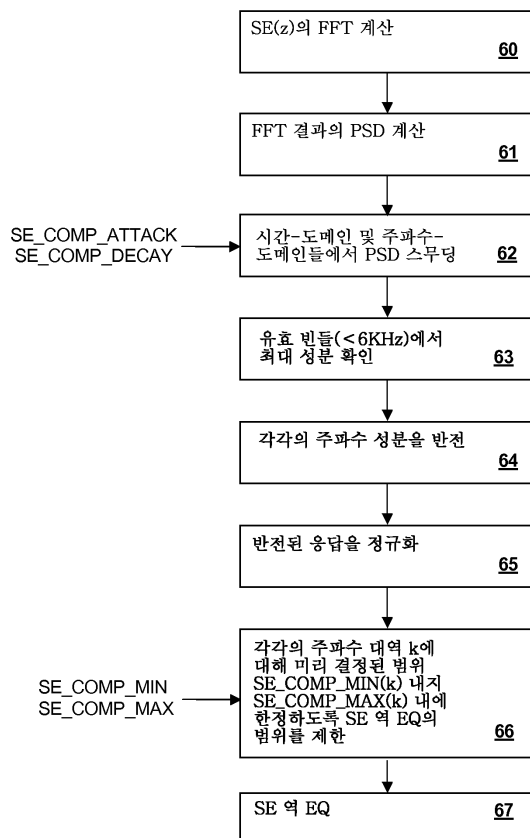 SE(z)의 FFT 계산
60
FFT 결과의 PSD 계산
61
SE_COMP_ATTACK
SE_COMP_DECAY
시간-도메인 및 주파수-
도메인들에서 PSD 스무딩
62
유효 빈들(<6KHz)에서
최대 성분 확인
63
각각의 주파수 성분을 반전
64
반전된 응답을 정규화
65
SE_COMP_MIN
SE_COMP_MAX
각각의 주파수 대역 k에
대해 미리 결정된 범위
SE_COMP_MIN(k) 내지
SE_COMP_MAX(k) 내에
한정하도록 SE 역 EQ의
범위를 제한
66
SE 역 EQ
67